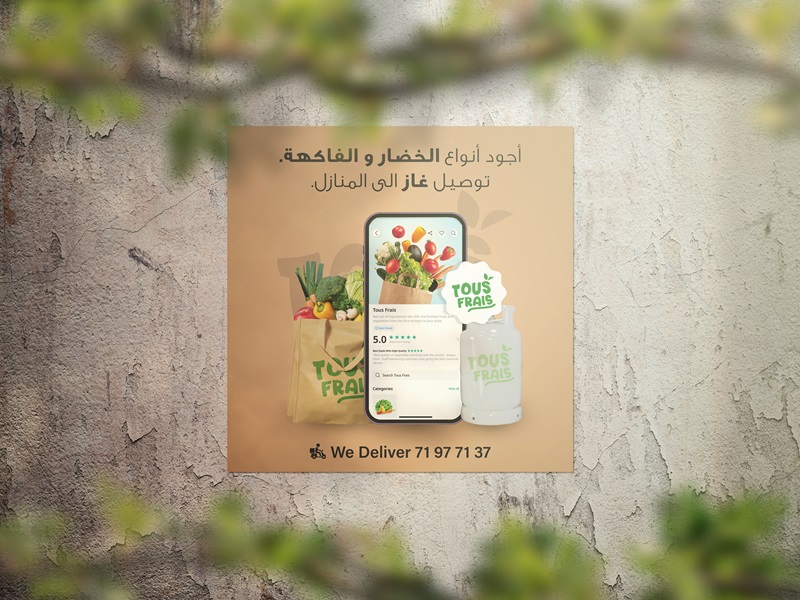 أجود أنواع الخضار و الفاكهة.
توصيل غاز الى المنازل.
TOUS
FRAIS
TOUS
FRAIS
TOUS
FRAIS
Tous Frais
5.0
Search Tous Frais
Categories
We Deliver 71 97 71 37